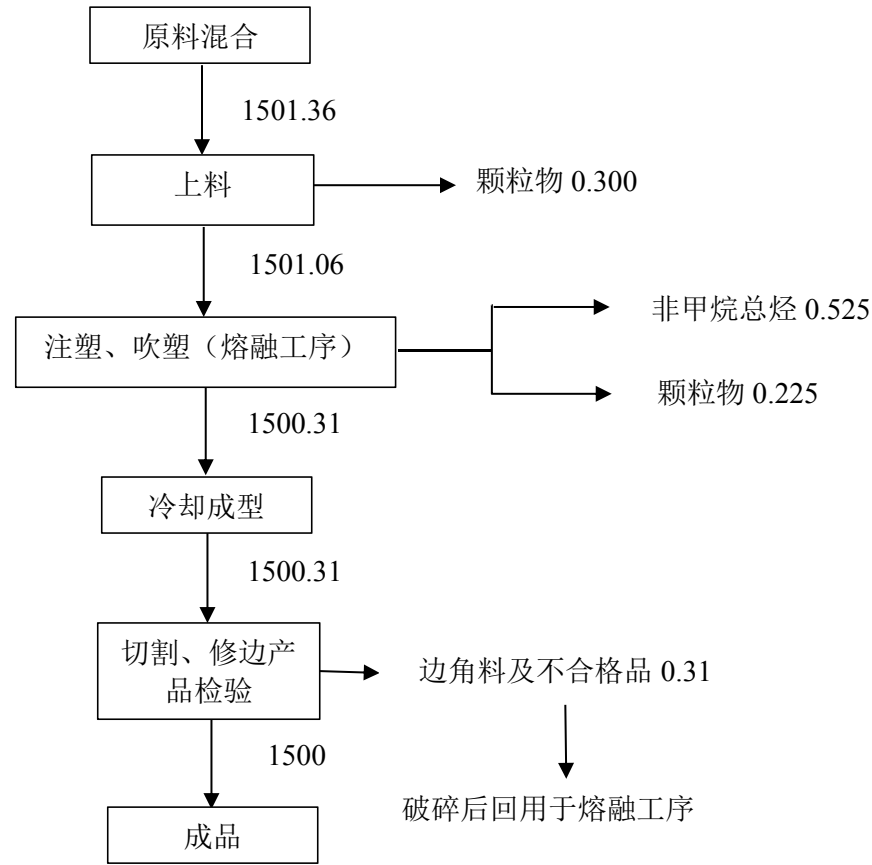 原料混合
1501.36
上料
颗粒物 0.300
1501.06
非甲烷总烃 0.525
注塑、吹塑（熔融工序）
颗粒物 0.225
1500.31
冷却成型
1500.31
切割、修边产
品检验
边角料及不合格品 0.31
1500
破碎后回用于熔融工序
成品